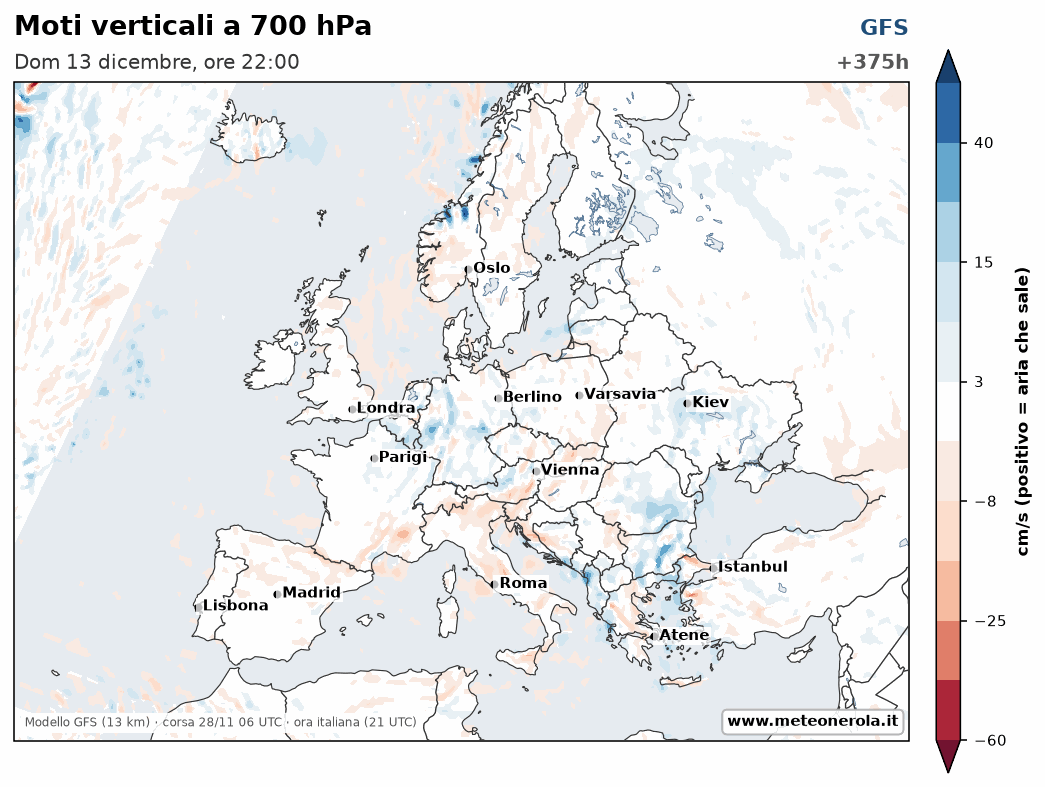 Moti verticali a 700 hPa
GFS
Dom 13 dicembre, ore 22:00
+375h
Oslo
Londra
Berlino
Varsavia
Kiev
Parigi
Vienna
Istanbul
Roma
Madrid
Lisbona
Atene
Modello GFS (13 km) · corsa 28/11 06 UTC · ora italiana (21 UTC)
www.meteonerola.it
40
15
3
−8
−25
−60
cm/s (positivo = aria che sale)